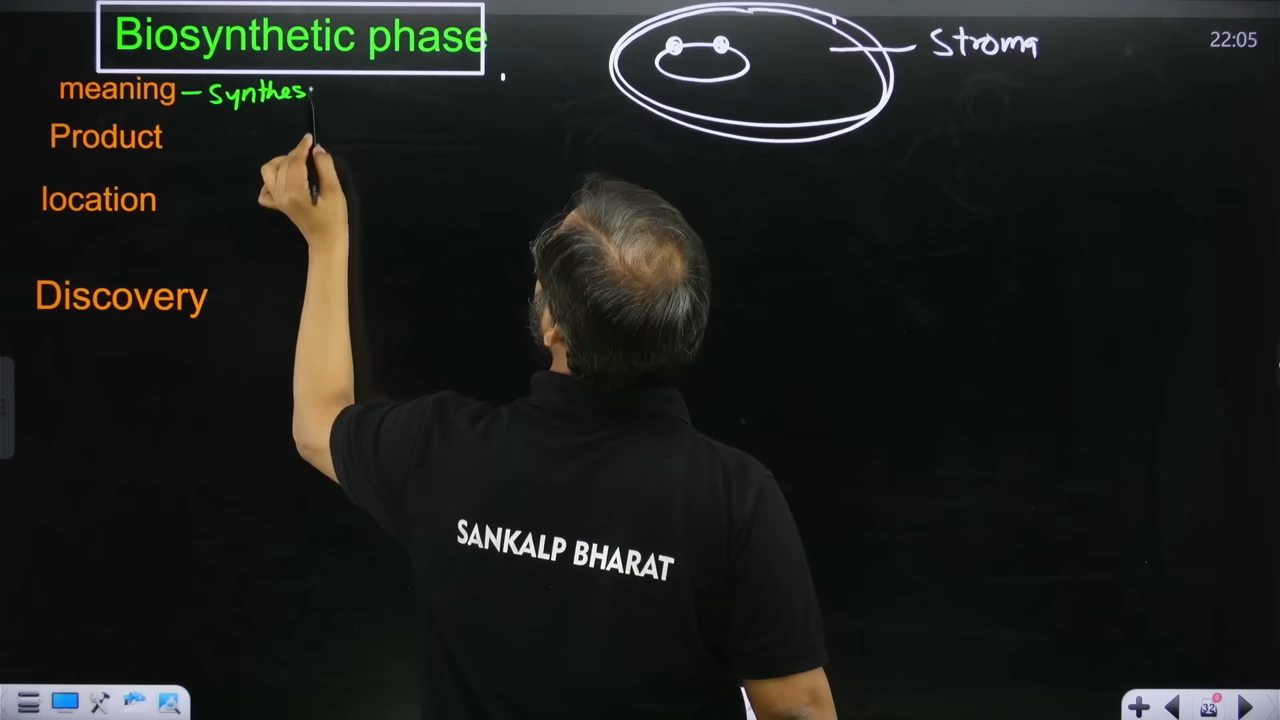 Biosynthetic phase
Stroma
22:05
meaning – Synthes
Product
location
Discovery
SANKALP BHARAT
32